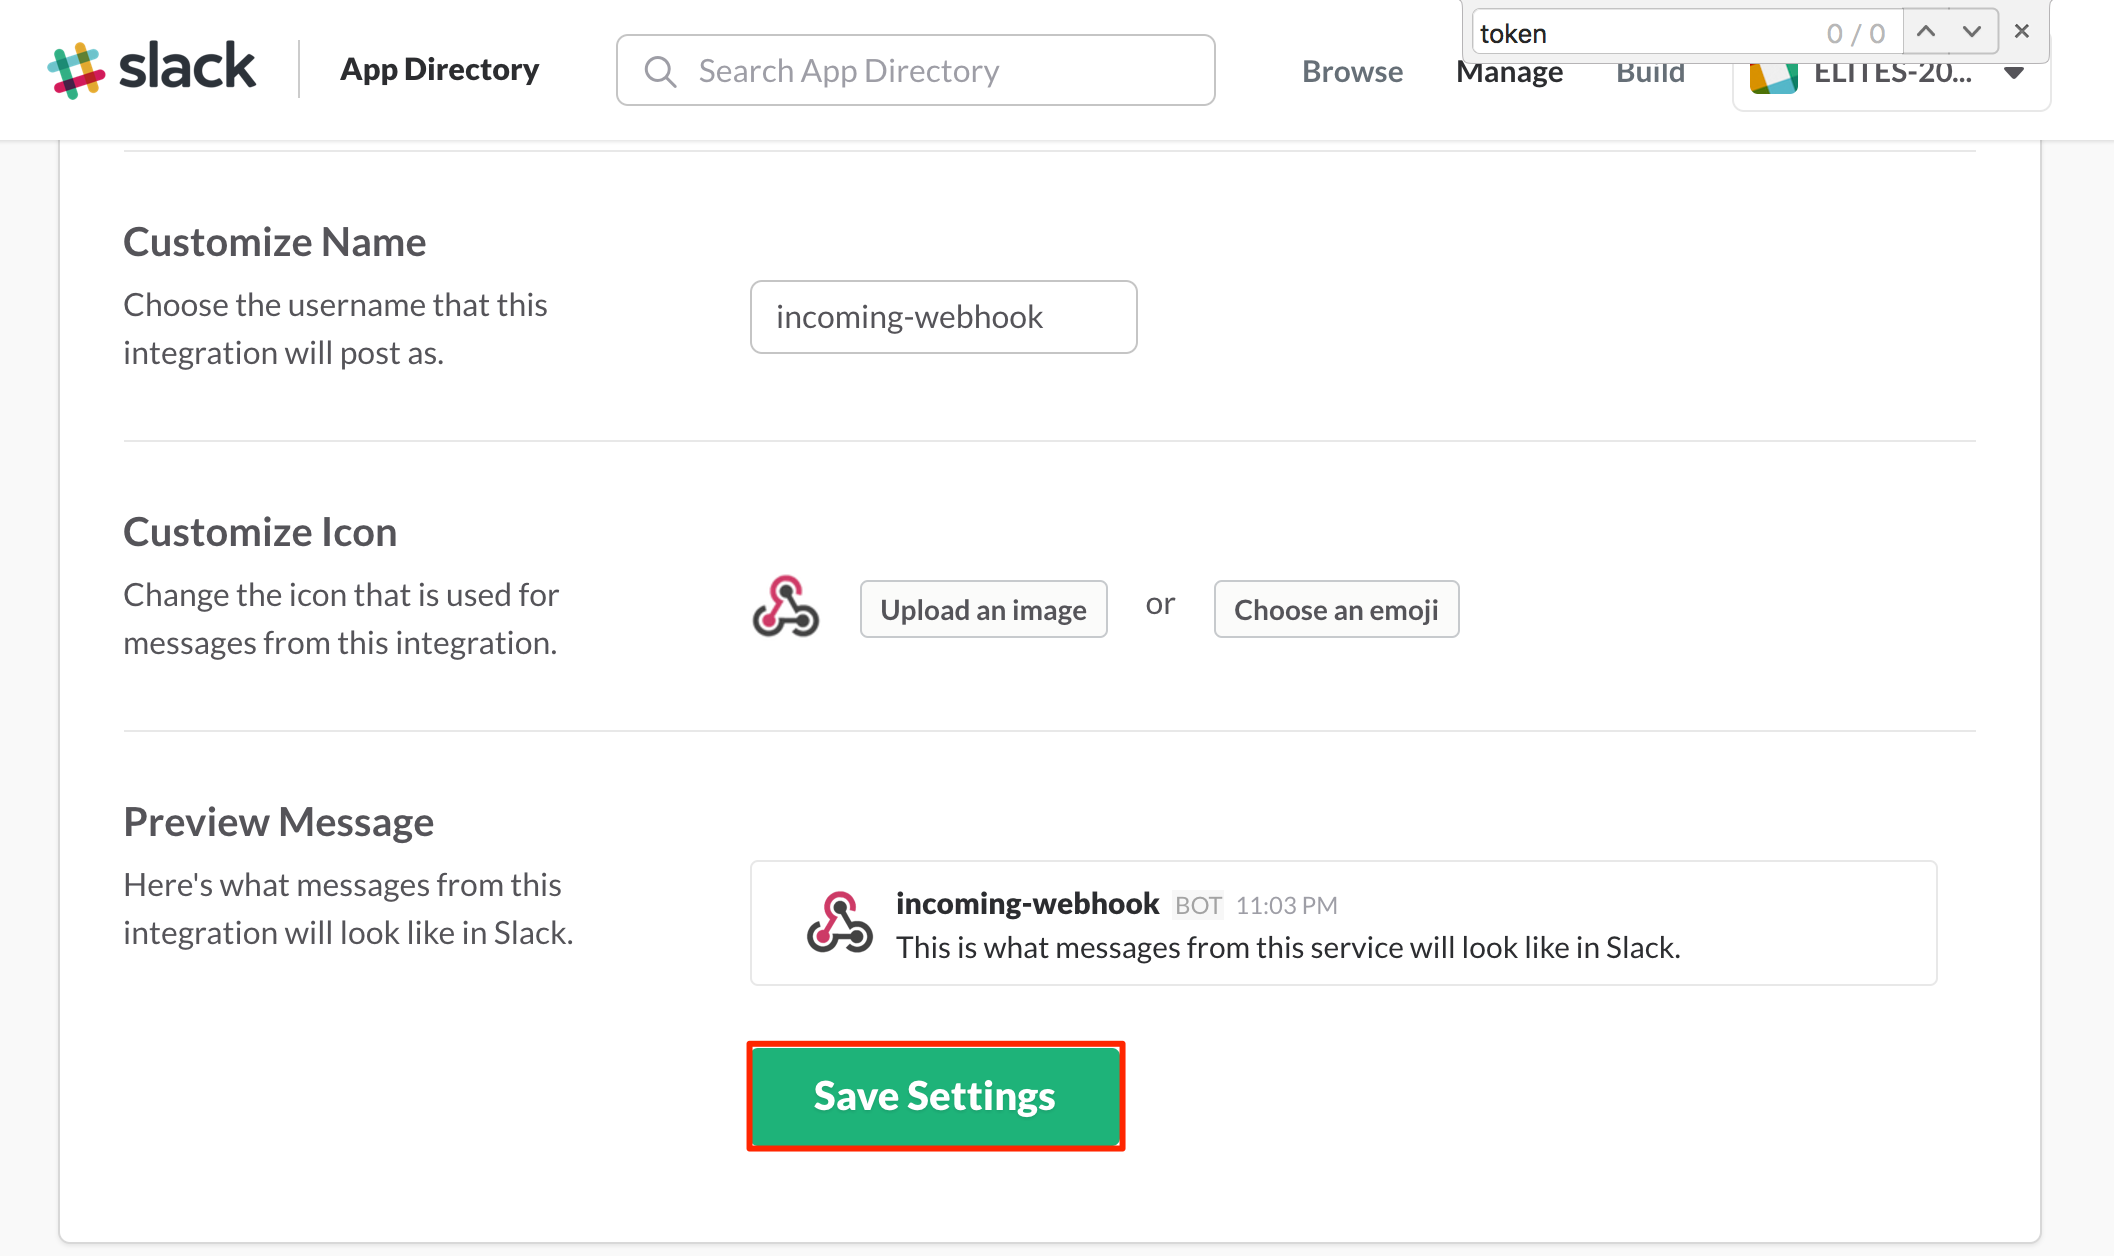 token 0 / 0
slack App Directory Search App Directory Browse Manage Build ELITES-20...
Customize Name
Choose the username that this
integration will post as.
incoming-webhook
Customize Icon
Change the icon that is used for
messages from this integration.
Upload an image or Choose an emoji
Preview Message
Here's what messages from this
integration will look like in Slack.
incoming-webhook BOT 11:03 PM
This is what messages from this service will look like in Slack.
Save Settings